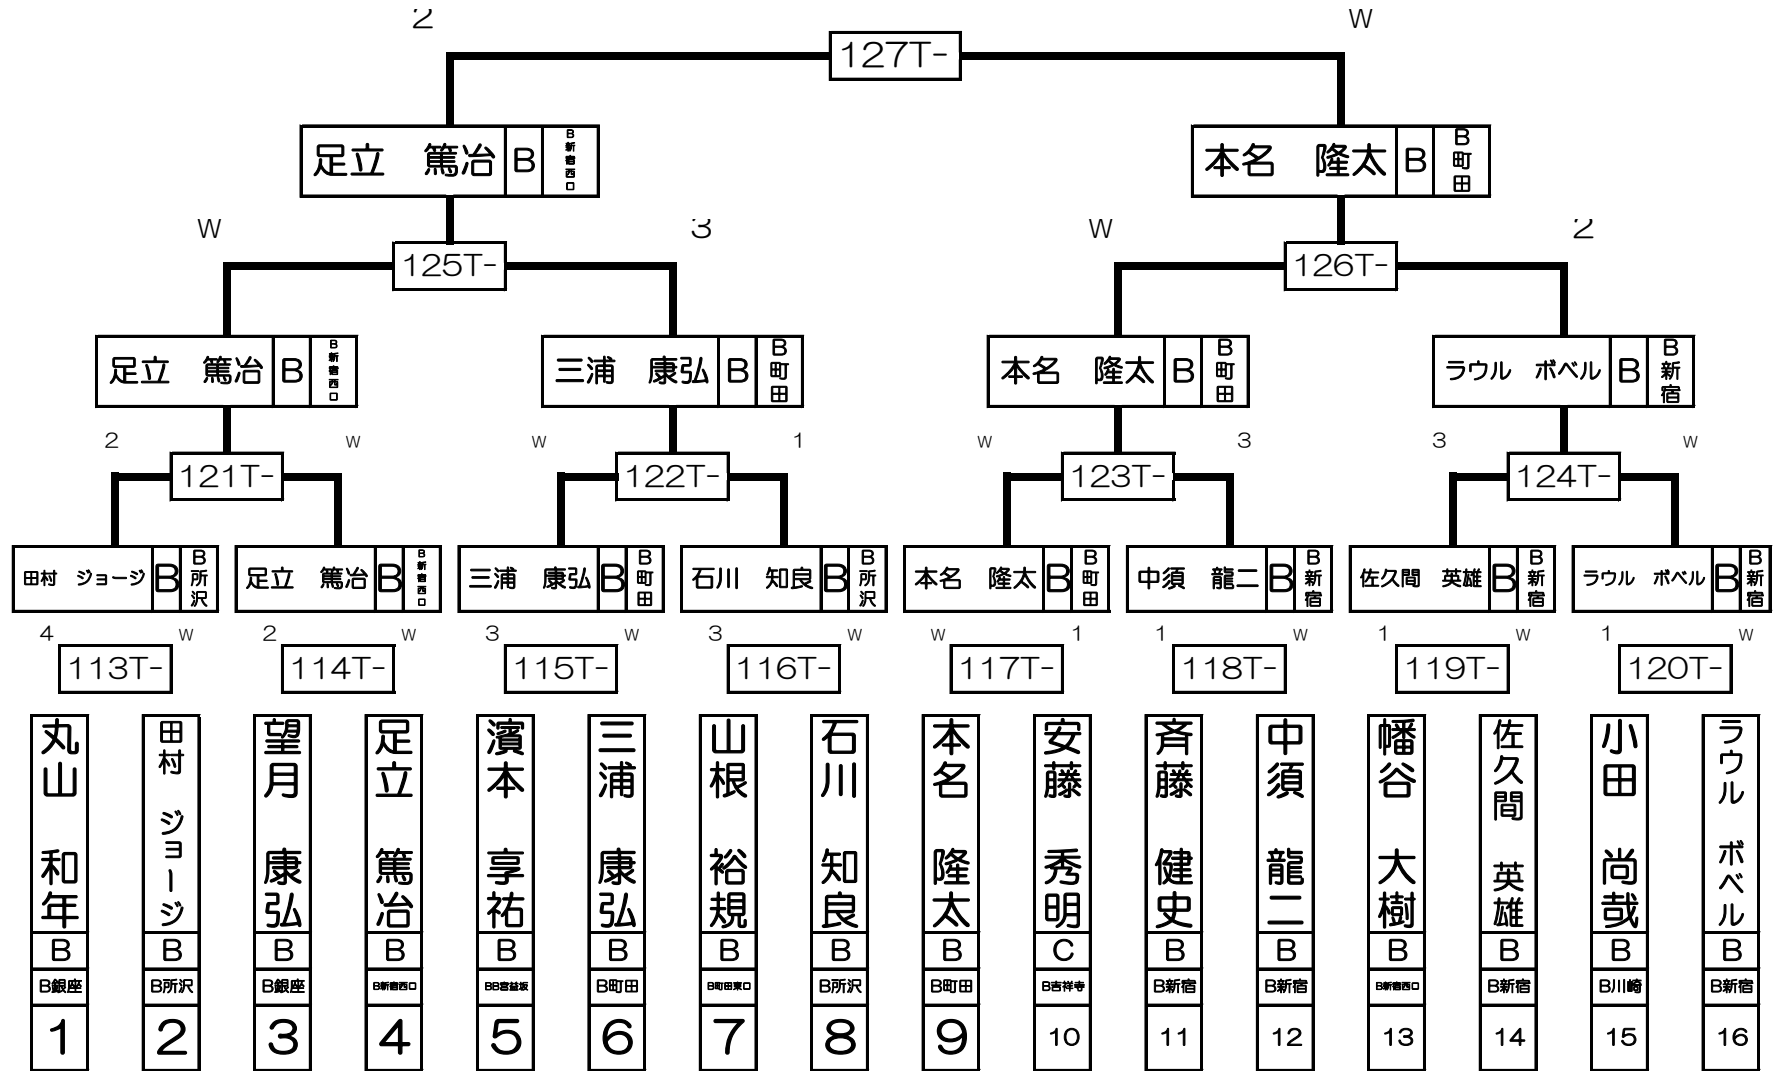 2 W
127T-
足立　篤冶 B B新宿西口 本名　隆太 B B町田
W 3 W 2
125T- 126T-
足立　篤冶 B B新宿西口 三浦　康弘 B B町田 本名　隆太 B B町田 ラウル　ボベル B B新宿
2 W W 1 W 3 3 W
121T- 122T- 123T- 124T-
田村　ジョージ B B所沢 足立　篤冶 B B新宿西口 三浦　康弘 B B町田 石川　知良 B B所沢 本名　隆太 B B町田 中須　龍二 B B新宿 佐久間　英雄 B B新宿 ラウル　ボベル B B新宿
4 W 2 W 3 W 3 W W 1 1 W 1 W 1 W
113T- 114T- 115T- 116T- 117T- 118T- 119T- 120T-
丸山　和年 田村　ジョージ 望月　康弘 足立　篤冶 濱本　享祐 三浦　康弘 山根　裕規 石川　知良 本名　隆太 安藤　秀明 斉藤　健史 中須　龍二 幡谷　大樹 佐久間　英雄 小田　尚哉 ラウル　ボベル
B B B B B B B B B C B B B B B B
B銀座 B所沢 B銀座 B新宿西口 BB宮益坂 B町田 B町田東口 B所沢 B町田 B吉祥寺 B新宿 B新宿 B新宿西口 B新宿 B川崎 B新宿
1 2 3 4 5 6 7 8 9 10 11 12 13 14 15 16